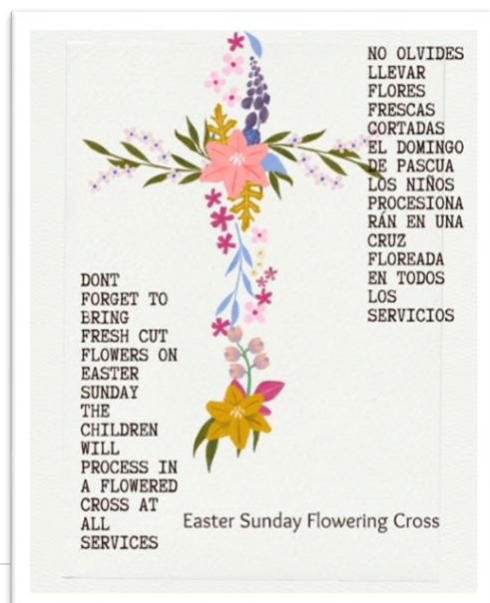 NO OLVIDES
LLEVAR
FLORES
FRESCAS
CORTADAS
EL DOMINGO
DE PASCUA
LOS NIÑOS
PROCESIONA
RÁN EN UNA
CRUZ
FLOREADA
EN TODOS
LOS
SERVICIOS
DONT
FORGET TO
BRING
FRESH CUT
FLOWERS ON
EASTER
SUNDAY
THE
CHILDREN
WILL
PROCESS IN
A FLOWERED
CROSS AT
ALL
SERVICES
Easter Sunday Flowering Cross